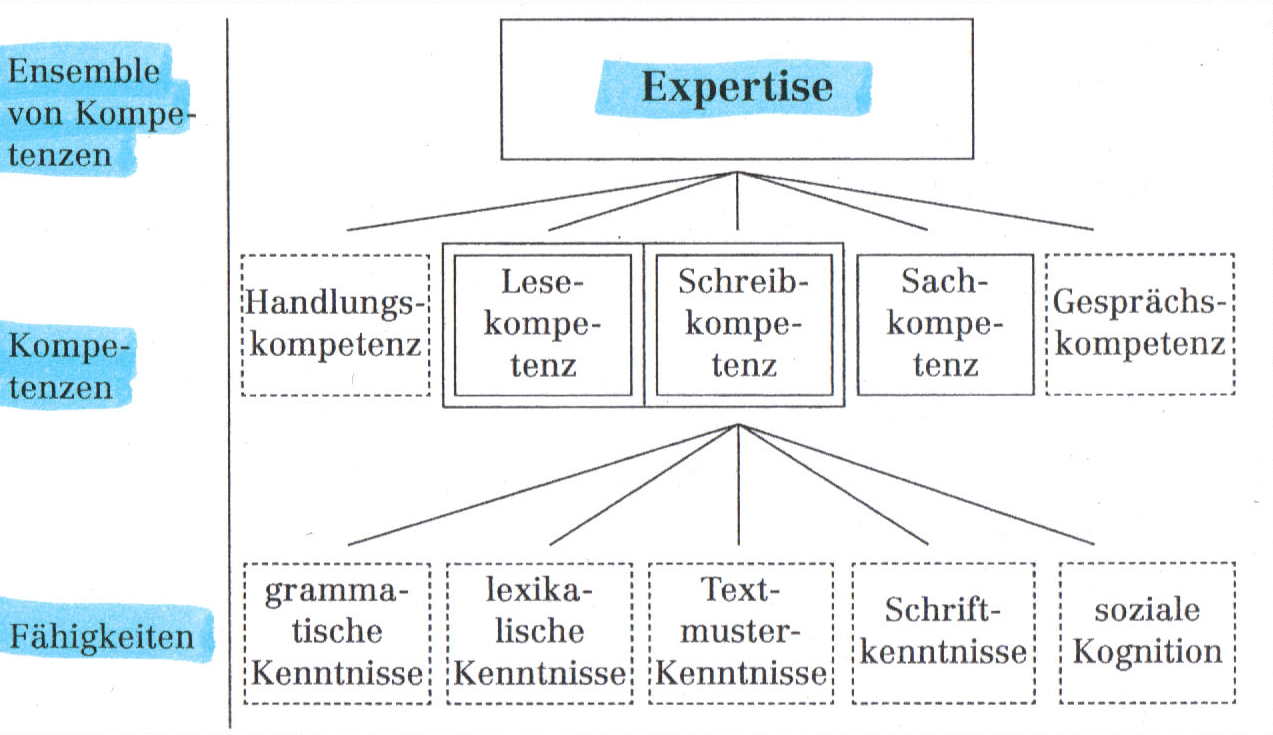 Ensemble
von Kompe-
tenzen
Expertise
Kompe-
tenzen
Handlungs-
kompetenz
Lese-
kompe-
tenz
Schreib-
kompe-
tenz
Sach-
kompe-
tenz
Gesprächs-
kompetenz
Fähigkeiten
gramma-
tische
Kenntnisse
lexika-
lische
Kenntnisse
Text-
muster-
Kenntnisse
Schrift-
kenntnisse
soziale
Kognition